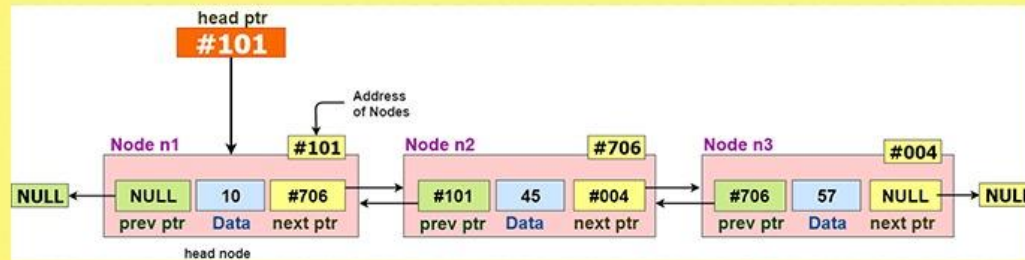 head ptr
#101
Address
of Nodes
Node n1
#101
Node n2
#706
Node n3
#004
NULL
NULL 10 #706
#101 45 #004
#706 57 NULL
NULL
prev ptr Data next ptr
prev ptr Data next ptr
prev ptr Data next ptr
head node